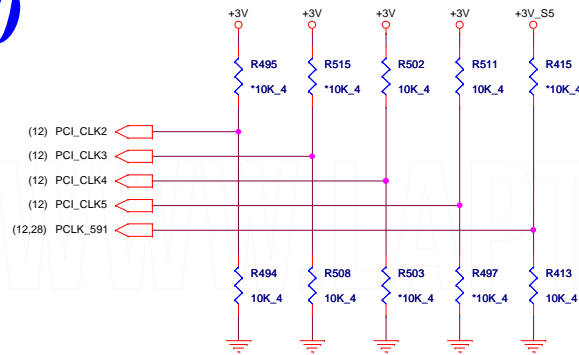 +3V +3V +3V +3V +3V_S5
R495 R515 R502 R511 R415
*10K_4 *10K_4 10K_4 10K_4 *10K_4
(12) PCI_CLK2
(12) PCI_CLK3
(12) PCI_CLK4
(12) PCI_CLK5
(12,28) PCLK_591
R494 R508 R503 R497 R413
10K_4 10K_4 *10K_4 *10K_4 10K_4